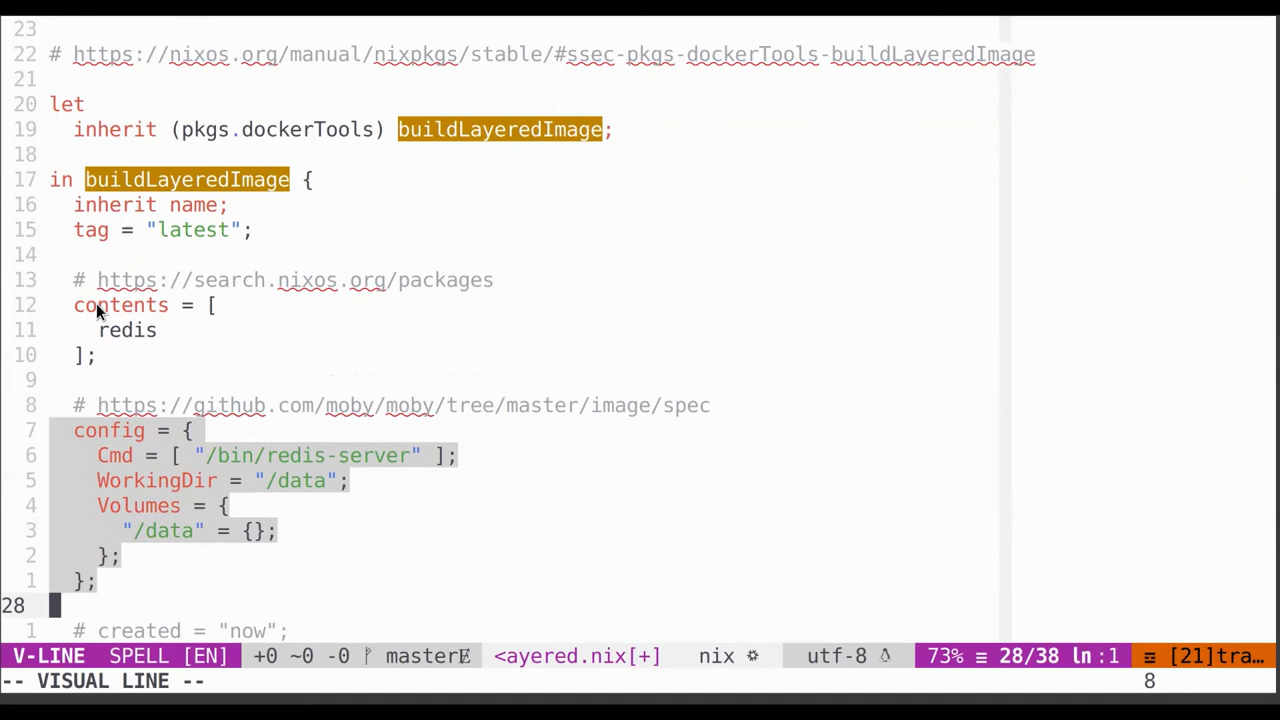 23
22 # https://nixos.org/manual/nixpkgs/stable/#ssec-pkgs-dockerTools-buildLayeredImage
21
20 let
19 inherit (pkgs.dockerTools) buildLayeredImage;
18
17 in buildLayeredImage {
16 inherit name;
15 tag = "latest";
14
13 # https://search.nixos.org/packages
12 contents = [
11 redis
10 ];
9
8 # https://github.com/moby/moby/tree/master/image/spec
7 config = {
6 Cmd = [ "/bin/redis-server" ];
5 WorkingDir = "/data";
4 Volumes = {
3 "/data" = {};
2 };
1 };
28
1 # created = "now";
V-LINE SPELL [EN] +0 ~0 -0 ᚠ master <ayered.nix[+] nix utf-8 73% ≡ 28/38 ln:1 ≡ [21]tra…
-- VISUAL LINE -- 8